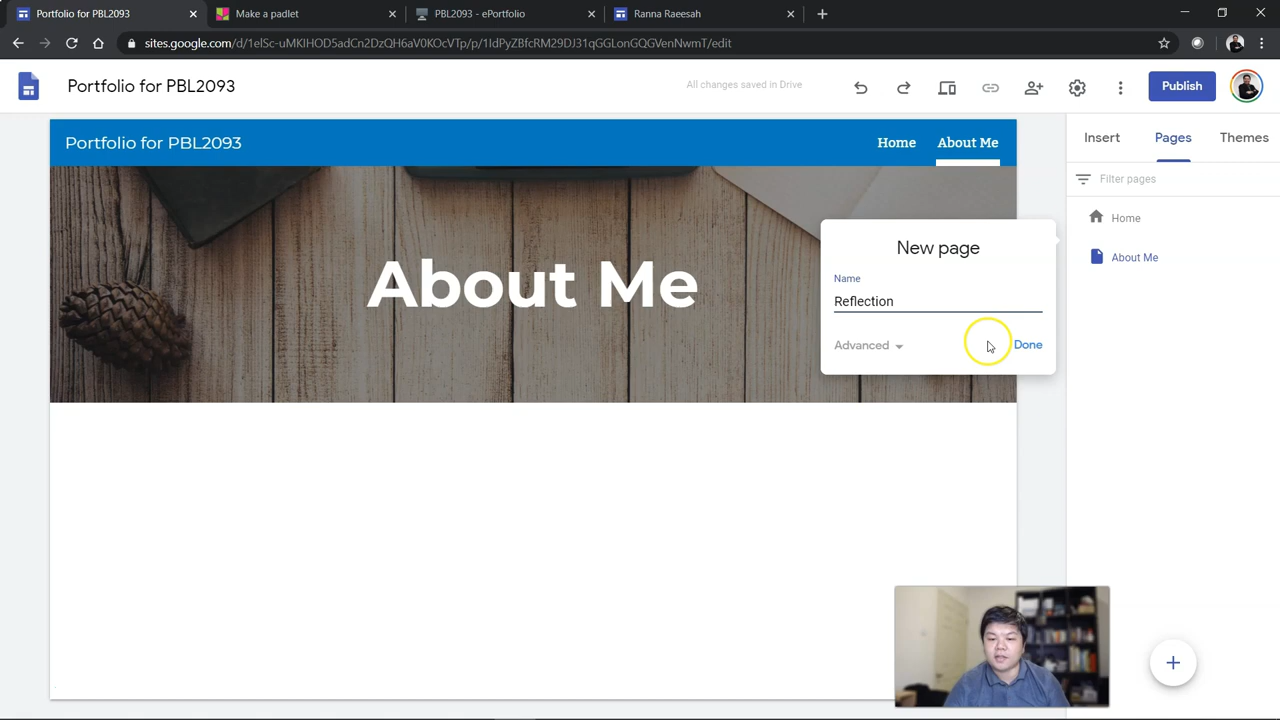 Portfolio for PBL2093
Make a padlet
PBL2093 - ePortfolio
Ranna Raeesah
sites.google.com/d/1elSc-uMKIHOD5adCn2DzQH6aV0KOcVTp/p/1IdPyZBfcRM29DJ31qGGLonGQGVenNwmT/edit
Portfolio for PBL2093
All changes saved in Drive
Publish
Portfolio for PBL2093
Home
About Me
Insert
Pages
Themes
Filter pages
Home
About Me
About Me
New page
Name
Reflection
Advanced
Done